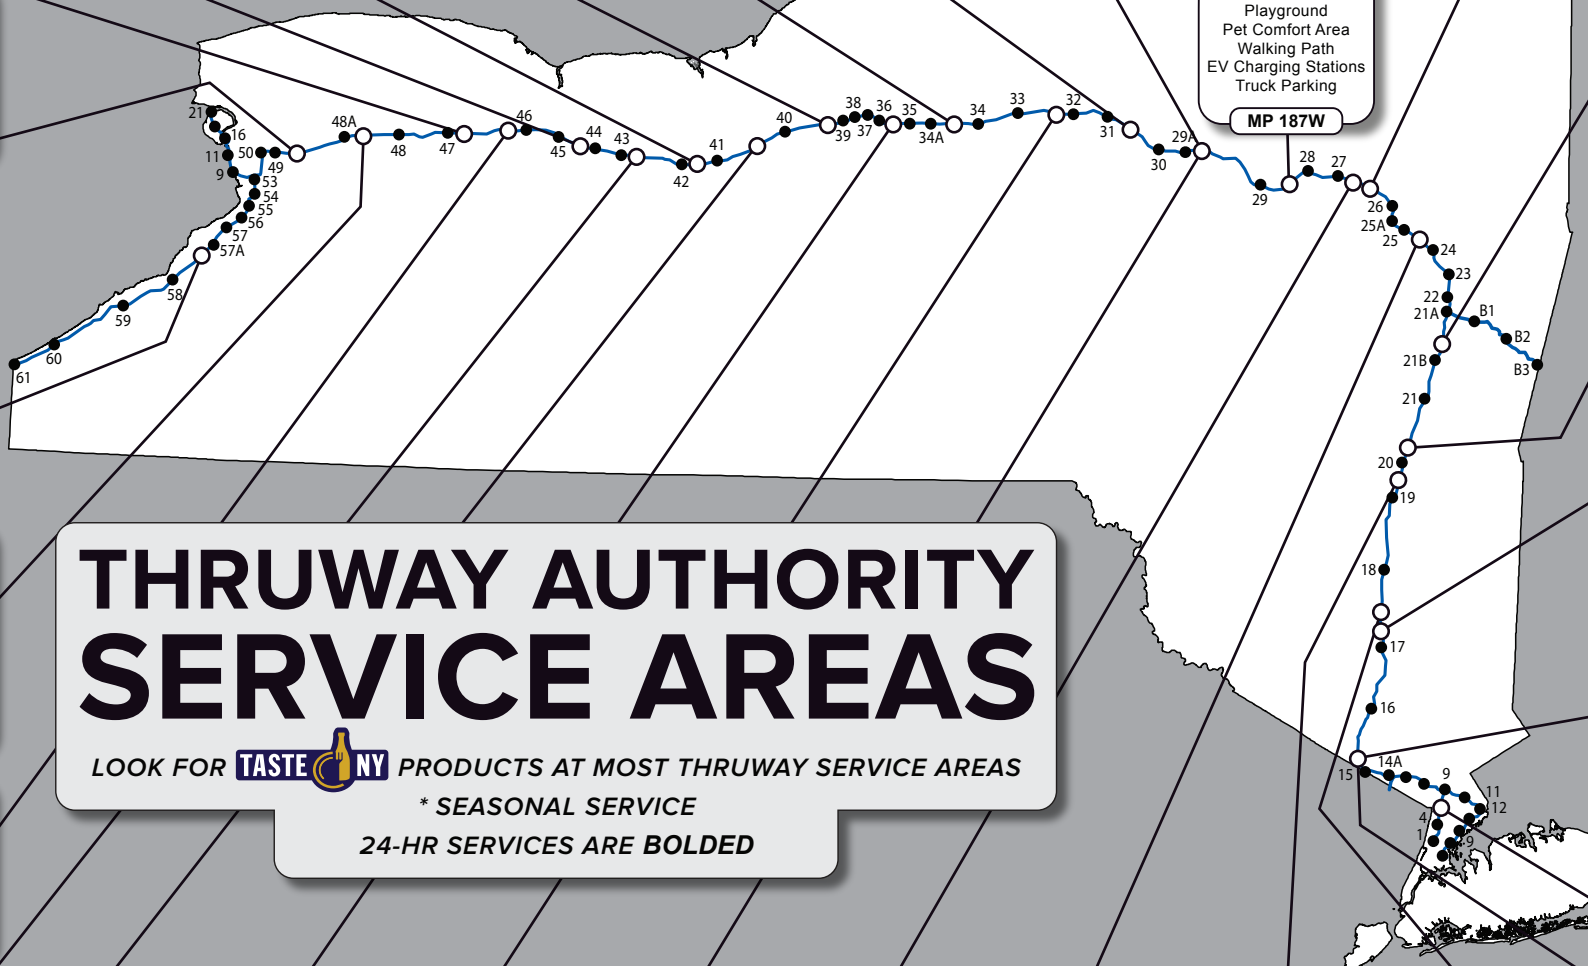 Playground
Pet Comfort Area
Walking Path
EV Charging Stations
Truck Parking
MP 187W
21
16
11
9
50
49
53
54
55
56
57
57A
58
59
60
61
48A
48
47
46
45
44
43
42
41
40
39
38
37
36
35
34A
34
33
32
31
30
29A
29
28
27
26
25A
25
24
23
22
21A
B1
B2
B3
21B
21
20
19
18
17
16
15
14A
9
11
12
4
1
9
THRUWAY AUTHORITY
SERVICE AREAS
LOOK FOR TASTE NY PRODUCTS AT MOST THRUWAY SERVICE AREAS
* SEASONAL SERVICE
24-HR SERVICES ARE BOLDED